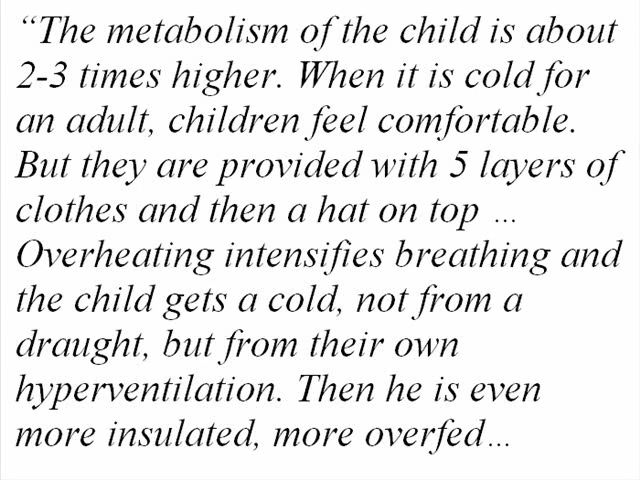 “The metabolism of the child is about
2-3 times higher. When it is cold for
an adult, children feel comfortable.
But they are provided with 5 layers of
clothes and then a hat on top ...
Overheating intensifies breathing and
the child gets a cold, not from a
draught, but from their own
hyperventilation. Then he is even
more insulated, more overfed...